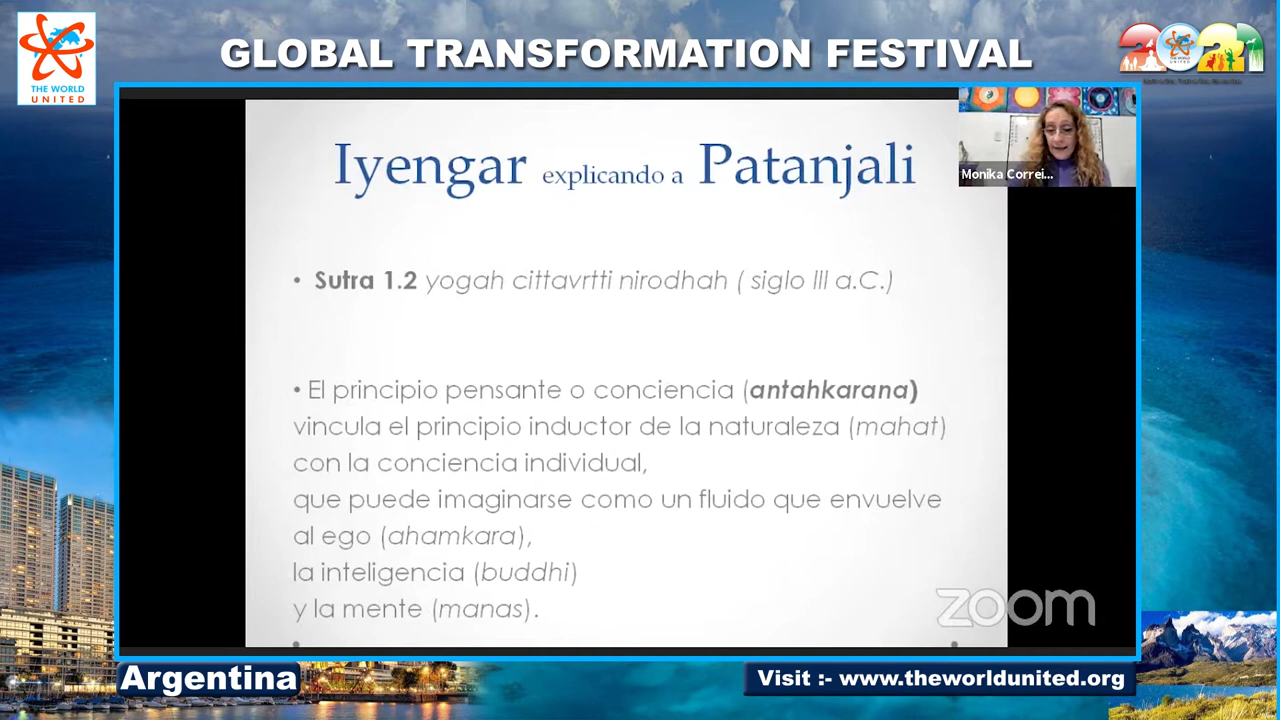 GLOBAL TRANSFORMATION FESTIVAL
THE WORLD
UNITED
2021
Iyengar explicando a Patanjali
Monika Correi...
• Sutra 1.2 yogah cittavrtti nirodhah ( siglo III a.C.)
• El principio pensante o conciencia (antahkarana)
vincula el principio inductor de la naturaleza (mahat)
con la conciencia individual,
que puede imaginarse como un fluido que envuelve
al ego (ahamkara),
la inteligencia (buddhi)
y la mente (manas).
zoom
Argentina
Visit :- www.theworldunited.org